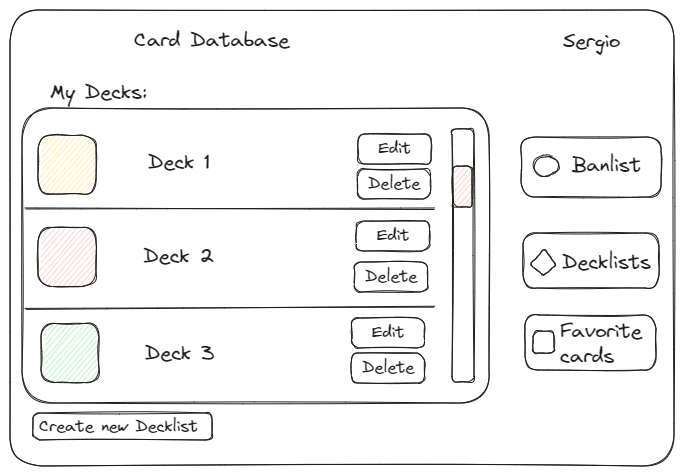 Card Database
Sergio
My Decks:
Deck 1
Edit
Delete
Deck 2
Edit
Delete
Deck 3
Edit
Delete
Create new Decklist
Banlist
Decklists
Favorite
cards